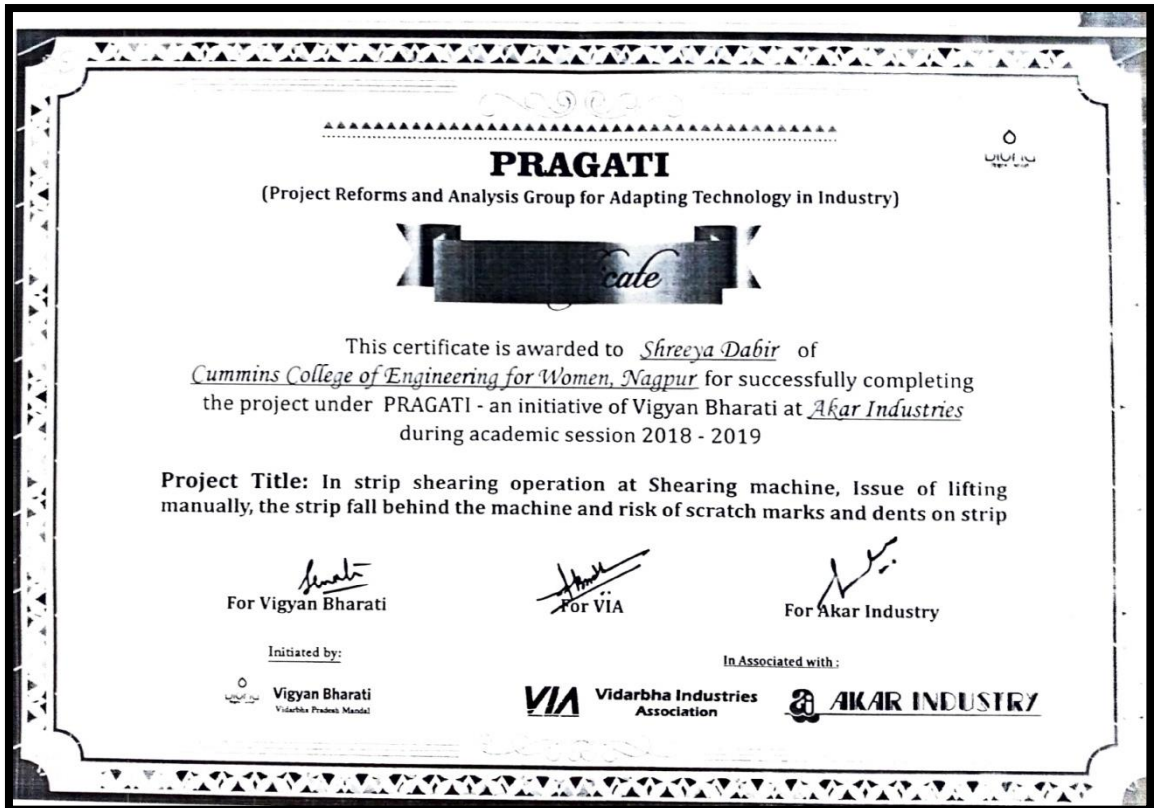 PRAGATI
(Project Reforms and Analysis Group for Adapting Technology in Industry)
cate
This certificate is awarded to Shreeya Dabir of
Cummins College of Engineering for Women, Nagpur for successfully completing
the project under PRAGATI - an initiative of Vigyan Bharati at Akar Industries
during academic session 2018 - 2019
Project Title: In strip shearing operation at Shearing machine, Issue of lifting
manually, the strip fall behind the machine and risk of scratch marks and dents on strip
For Vigyan Bharati
For VIA
For Akar Industry
Initiated by:
In Associated with :
Vigyan Bharati
Vidarbha Pradesh Mandal
VIA Vidarbha Industries
Association
AKAR INDUSTRY